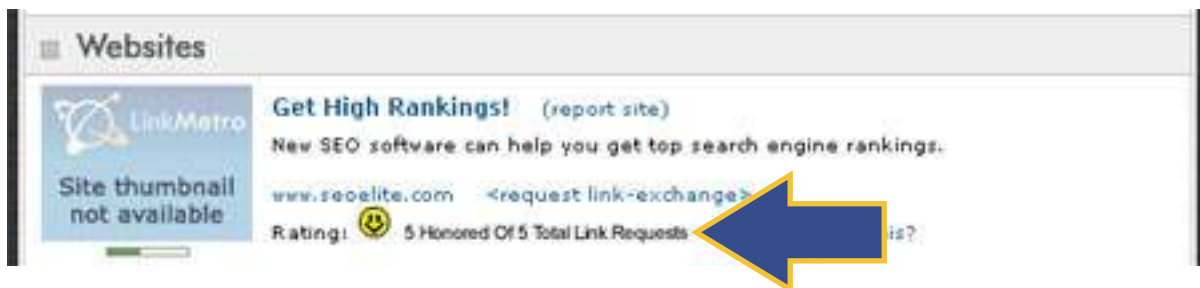 Websites
LinkMetro
Site thumbnail
not available
Get High Rankings! (report site)
New SEO software can help you get top search engine rankings.
www.seoelite.com <request link-exchange>
Rating: 5 Honored Of 5 Total Link Requests is?